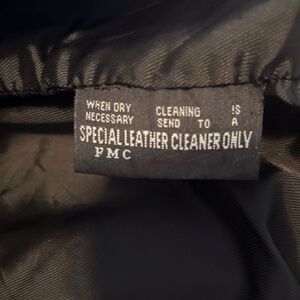 WHEN DRY CLEANING IS
NECESSARY SEND TO A
SPECIAL LEATHER CLEANER ONLY
FMC